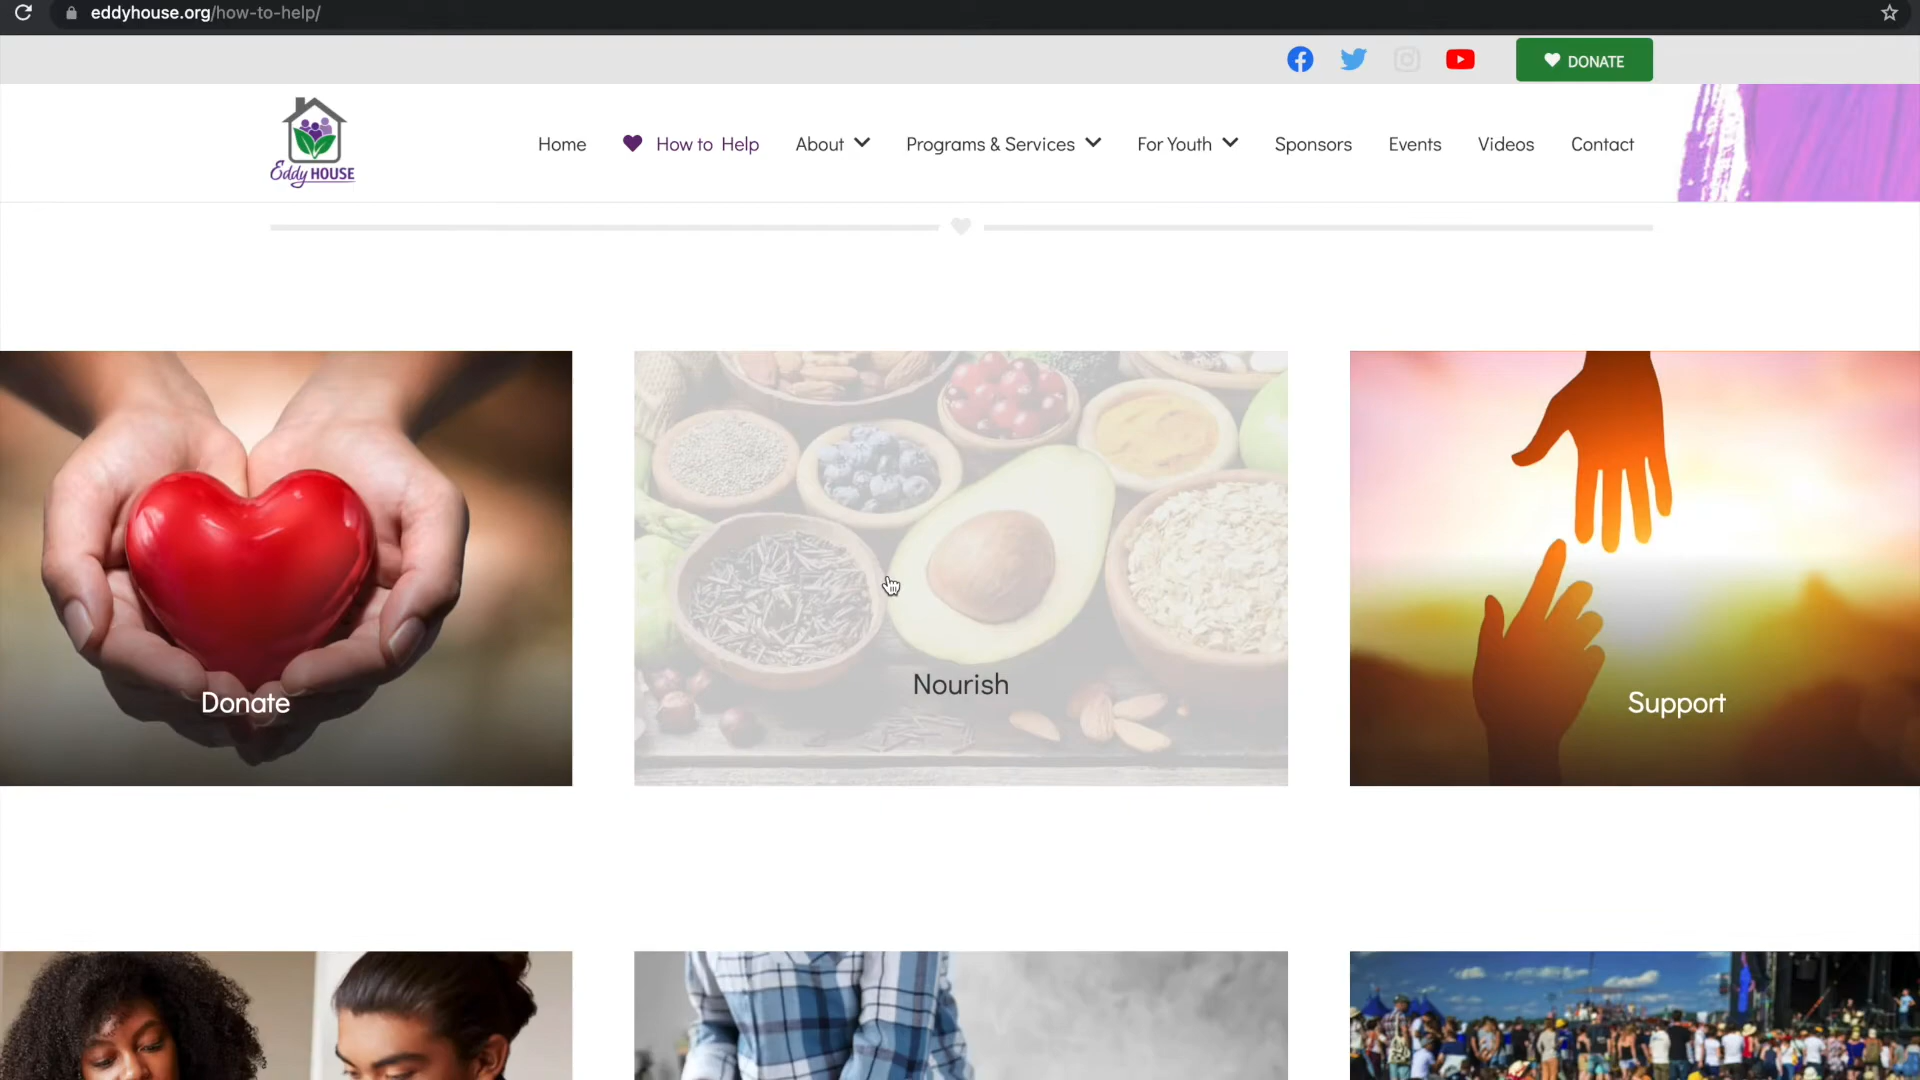 eddyhouse.org/how-to-help/
DONATE
Eddy HOUSE
Home
How to Help
About
Programs & Services
For Youth
Sponsors
Events
Videos
Contact
Donate
Nourish
Support